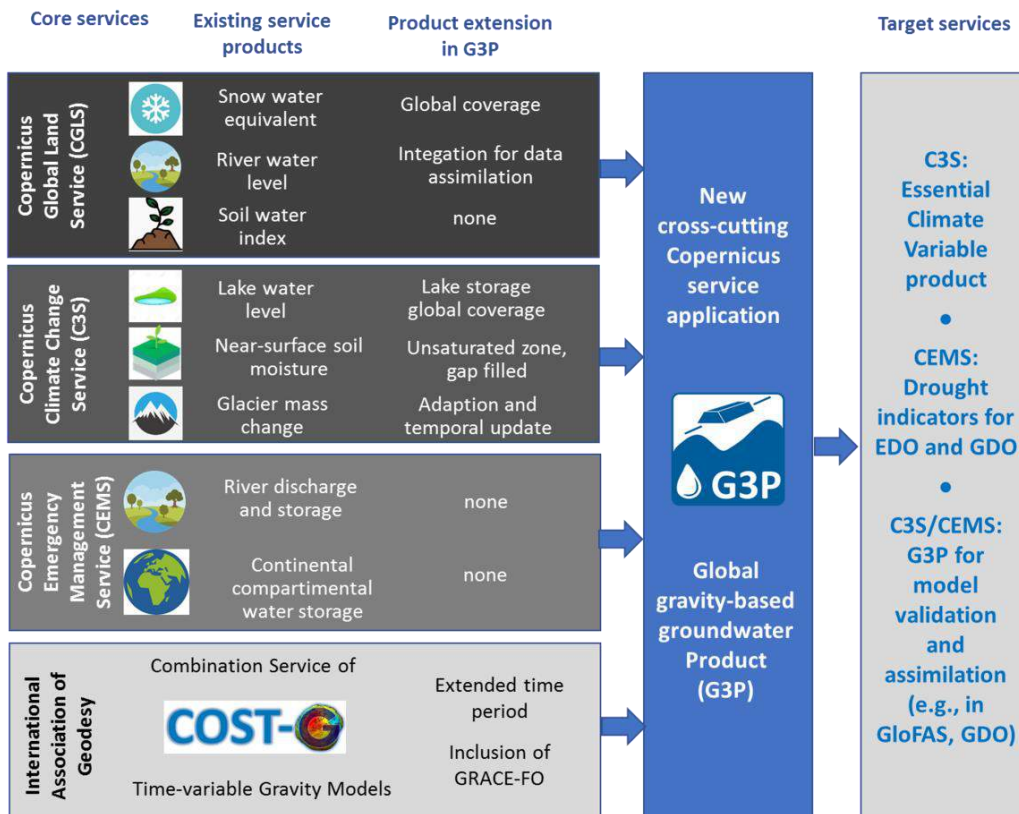 Core services
Existing service
products
Product extension
in G3P
Target services
Copernicus
Global Land
Service (CGLS)
Snow water
equivalent
Global coverage
River water
level
Integation for data
assimilation
Soil water
index
none
Copernicus
Climate Change
Service (C3S)
Lake water
level
Lake storage
global coverage
Near-surface soil
moisture
Unsaturated zone,
gap filled
Glacier mass
change
Adaption and
temporal update
Copernicus
Emergency
Management
Service (CEMS)
River discharge
and storage
none
Continental
compartimental
water storage
none
International
Association of
Geodesy
Combination Service of
COST-G
Time-variable Gravity Models
Extended time
period
Inclusion of
GRACE-FO
New
cross-cutting
Copernicus
service
application
G3P
Global
gravity-based
groundwater
Product
(G3P)
C3S:
Essential
Climate
Variable
product
•
CEMS:
Drought
indicators for
EDO and GDO
•
C3S/CEMS:
G3P for
model
validation
and
assimilation
(e.g., in
GloFAS, GDO)